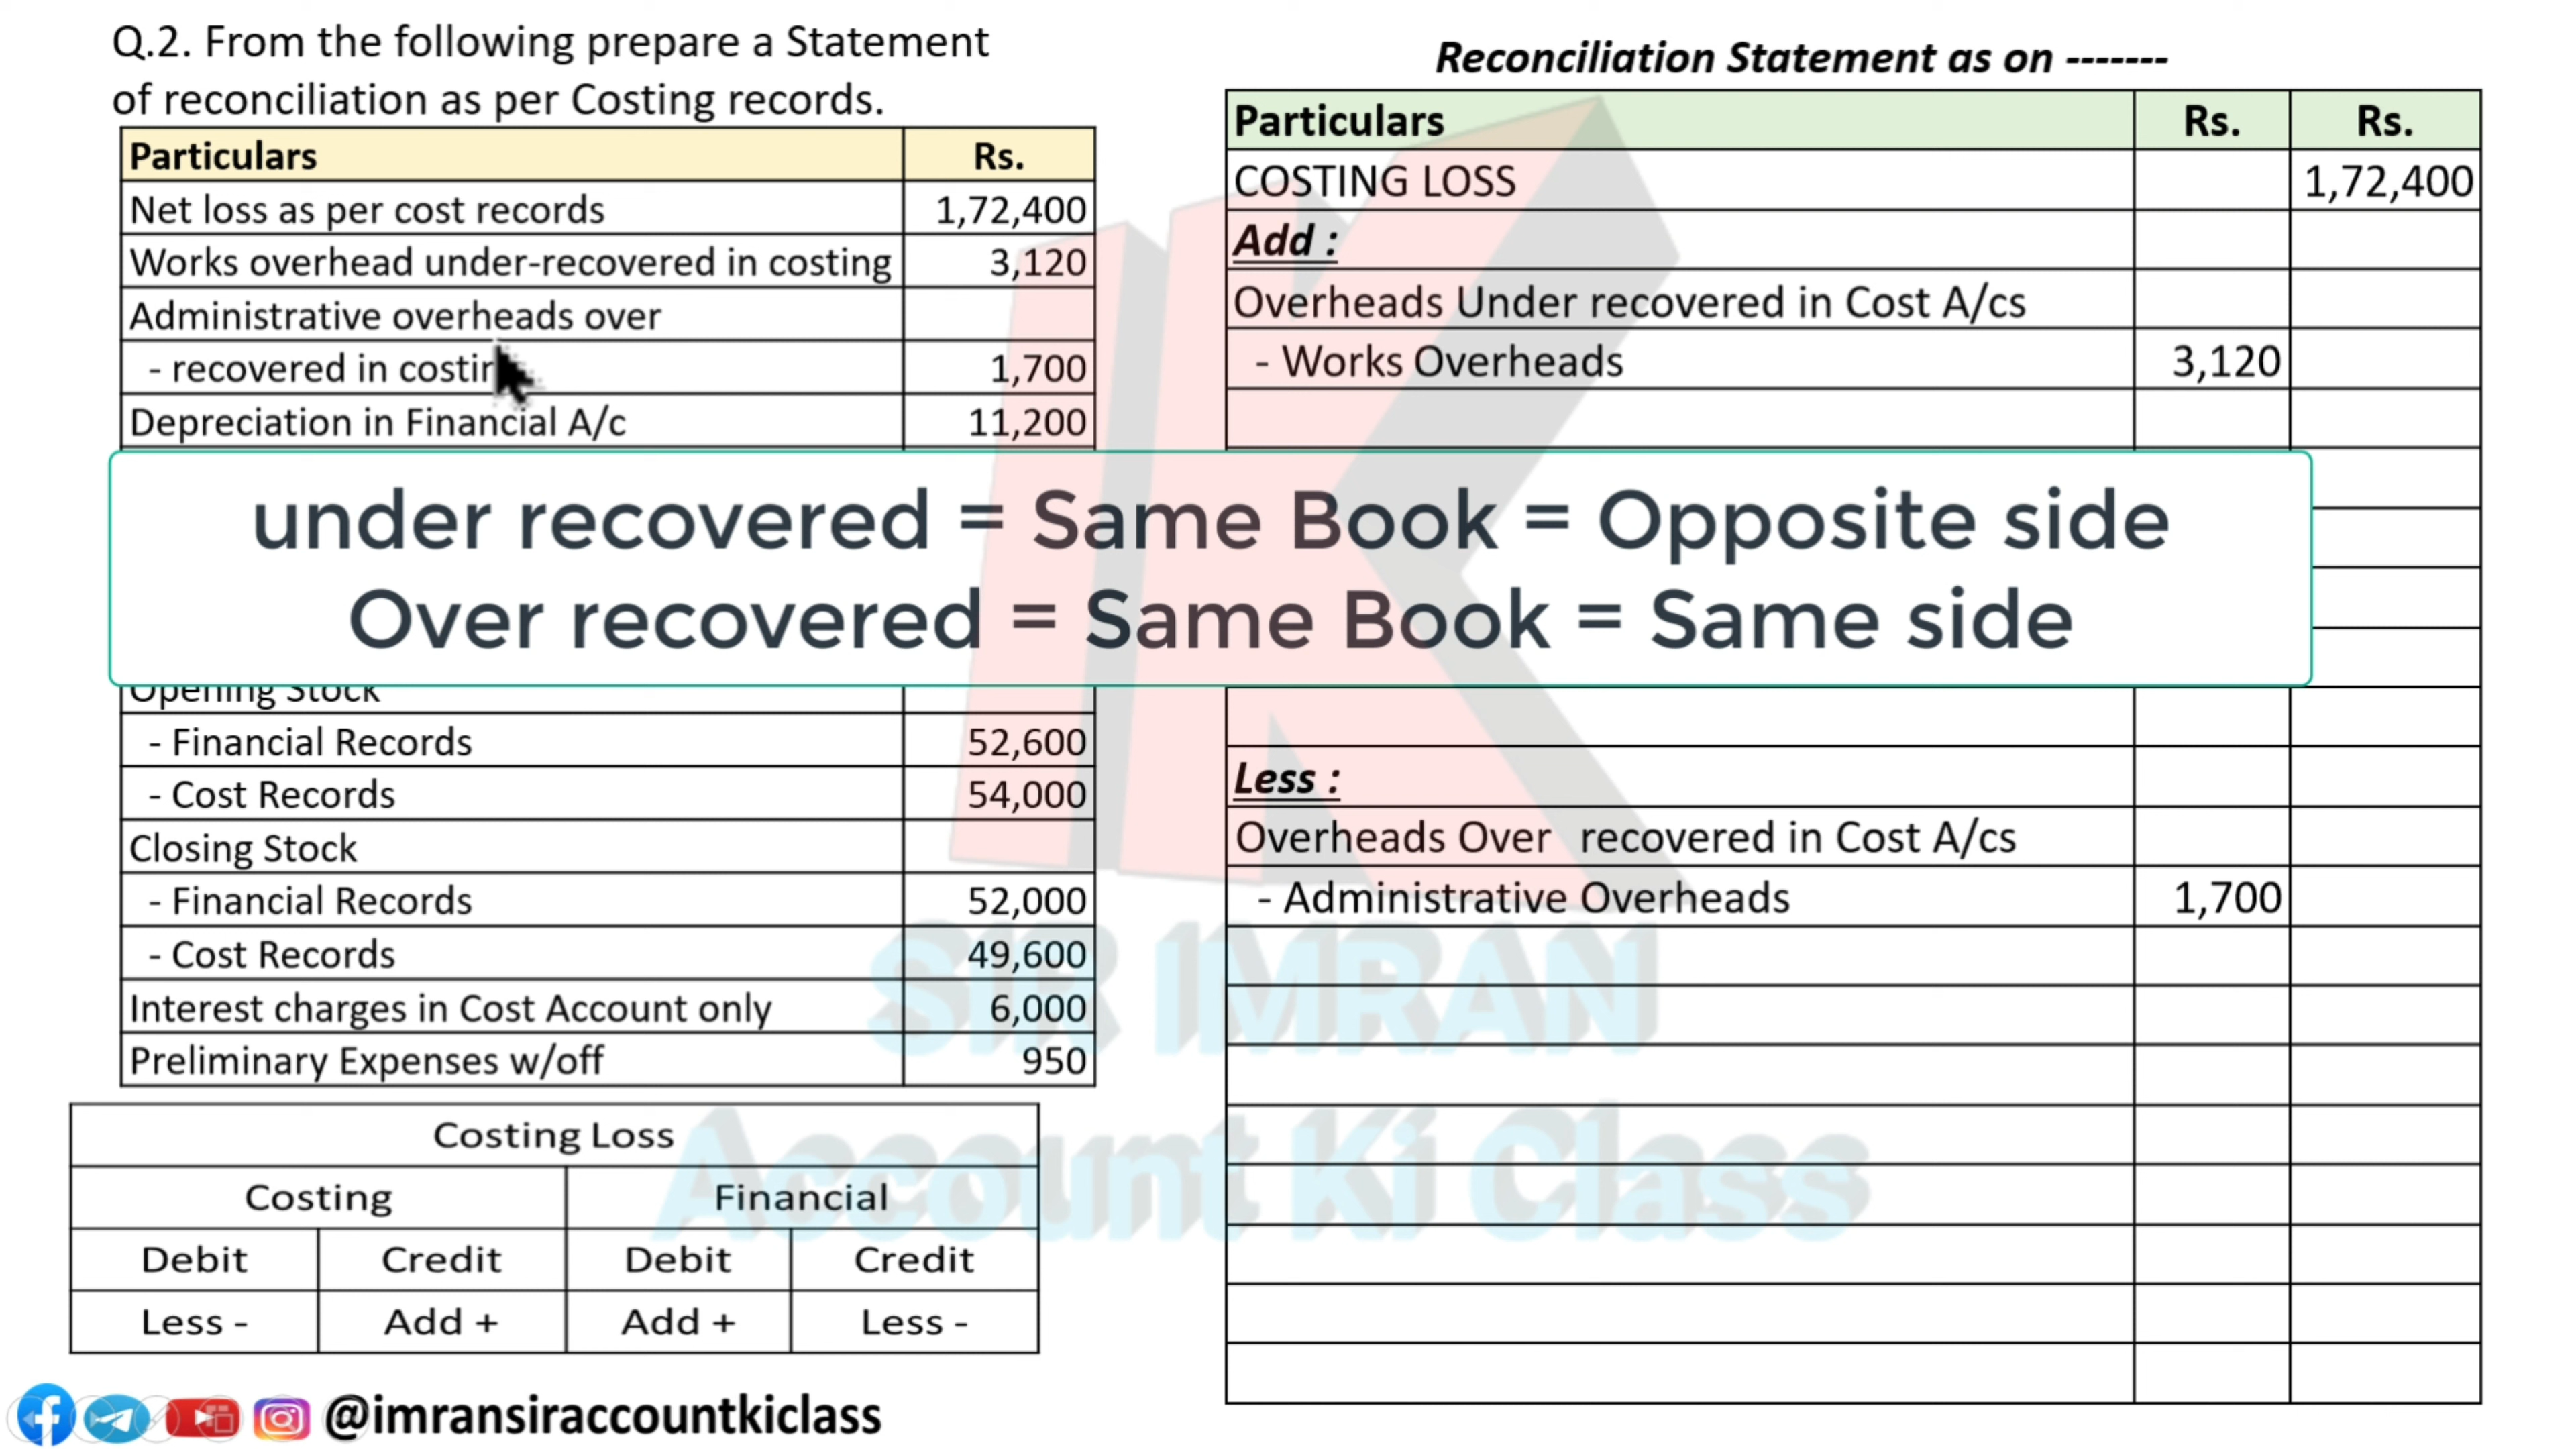 Q.2. From the following prepare a Statement
of reconciliation as per Costing records.
Particulars Rs.
Net loss as per cost records 1,72,400
Works overhead under-recovered in costing 3,120
Administrative overheads over
- recovered in 1,700
Depreciation in Financial A/c 11,200
Opening Stock
- Financial Records 52,600
- Cost Records 54,000
Closing Stock
- Financial Records 52,000
- Cost Records 49,600
Interest charges in Cost Account only 6,000
Preliminary Expenses w/off 950
Costing Loss
Costing Financial
Debit Credit Debit Credit
Less - Add + Add + Less -
@imransiraccountkiclass
Reconciliation Statement as on -------
Particulars Rs. Rs.
COSTING LOSS 1,72,400
Add :
Overheads Under recovered in Cost A/cs
- Works Overheads 3,120
Less :
Overheads Over recovered in Cost A/cs
- Administrative Overheads 1,700
under recovered = Same Book = Opposite side
Over recovered = Same Book = Same side
SIR IMRAN
Account Ki Class